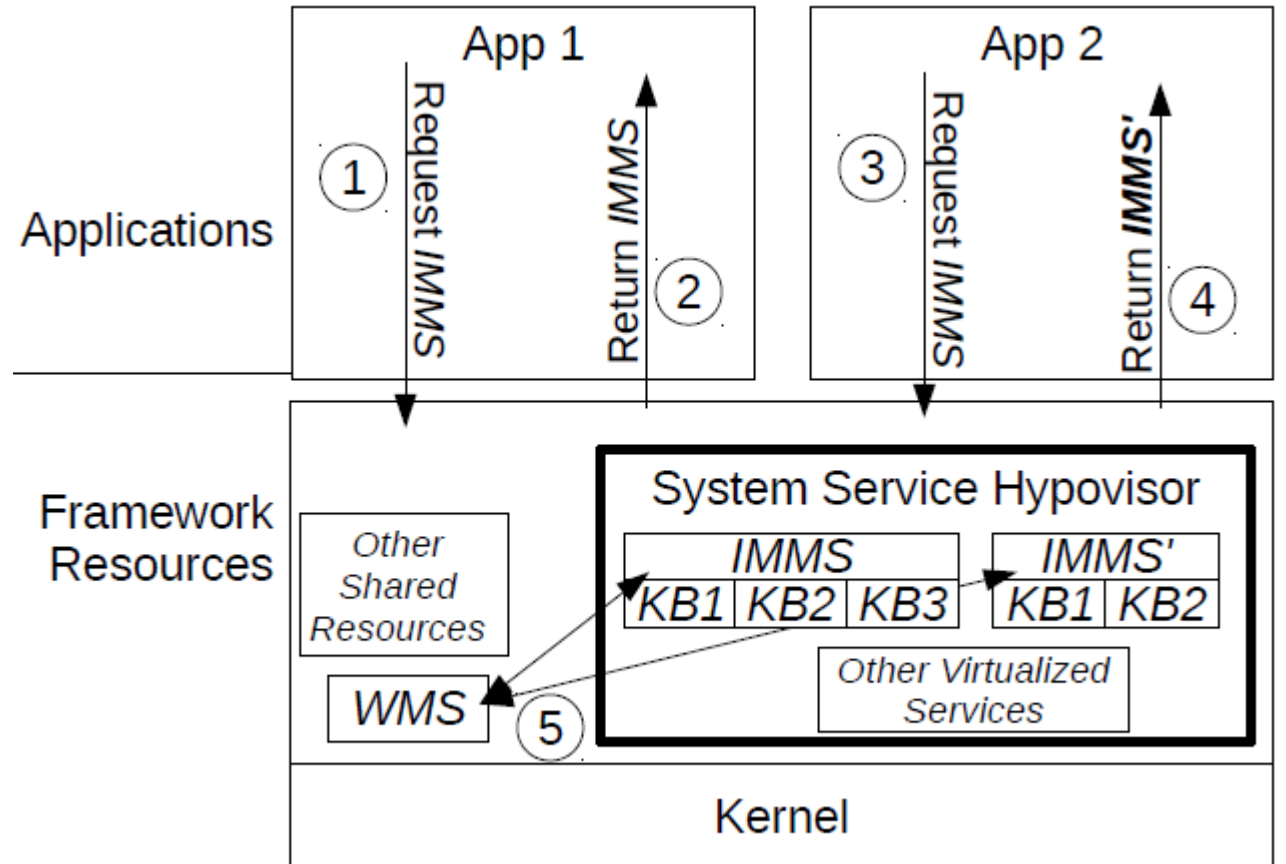 App 1
App 2
Request IMMS
1
Return IMMS
2
Request IMMS
3
Return IMMS'
4
Applications
Framework
Resources
System Service Hypovisor
Other
Shared
Resources
IMMS
KB1 KB2 KB3
IMMS'
KB1 KB2
Other Virtualized
Services
WMS
5
Kernel